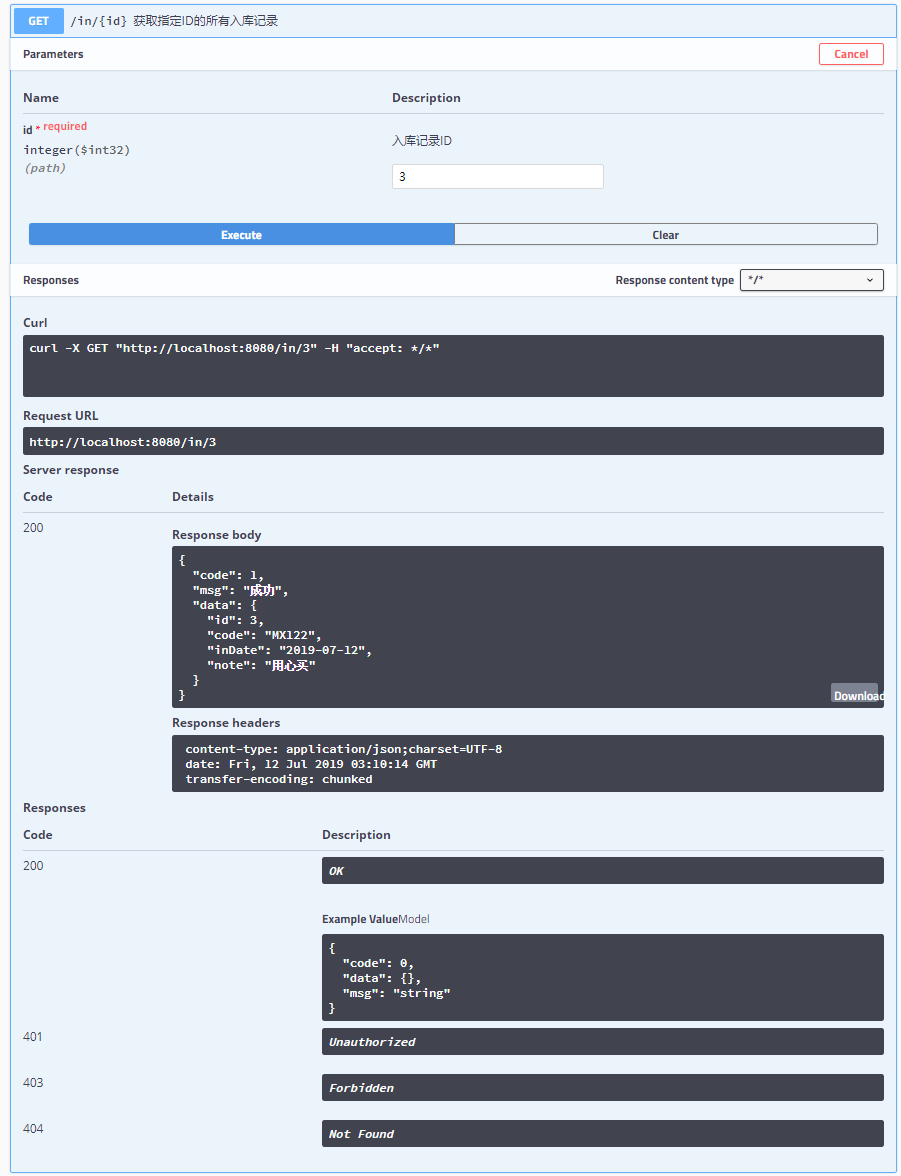 GET /in/{id} 获取指定ID的所有入库记录
Parameters Cancel
Name Description
id * required
integer($int32)
(path)
入库记录ID
3
Execute Clear
Responses Response content type */*
Curl
curl -X GET "http://localhost:8080/in/3" -H "accept: */*"
Request URL
http://localhost:8080/in/3
Server response
Code Details
200
Response body
{
  "code": 1,
  "msg": "成功",
  "data": {
    "id": 3,
    "code": "MX122",
    "inDate": "2019-07-12",
    "note": "用心买"
  }
}
Download
Response headers
content-type: application/json;charset=UTF-8
date: Fri, 12 Jul 2019 03:10:14 GMT
transfer-encoding: chunked
Responses
Code Description
200 OK
Example ValueModel
{
  "code": 0,
  "data": {},
  "msg": "string"
}
401 Unauthorized
403 Forbidden
404 Not Found